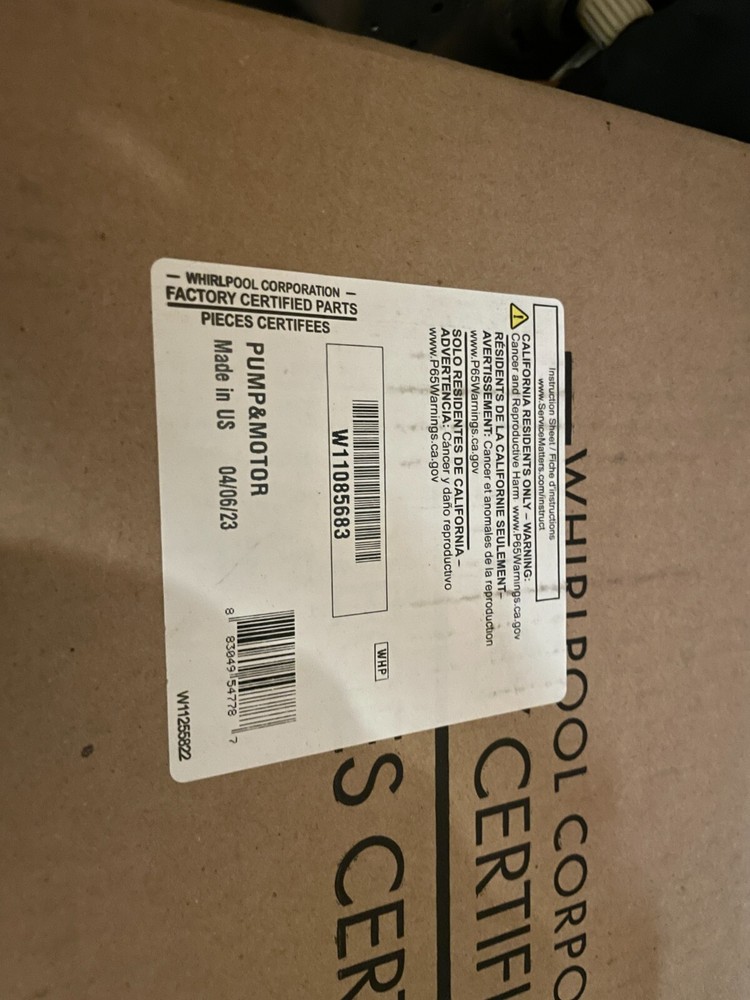 Instruction Sheet / Fiche d'instructions
www.ServiceMatters.com/instruct
CALIFORNIA RESIDENTS ONLY – WARNING:
Cancer and Reproductive Harm www.P65Warnings.ca.gov
RÉSIDENTS DE LA CALIFORNIE SEULEMENT–
AVERTISSEMENT: Cancer et anomales de la reproduction
www.P65Warnings.ca.gov
SOLO RESIDENTES DE CALIFORNIA –
ADVERTENCIA: Cáncer y daño reproductivo
www.P65Warnings.ca.gov
W11085683
WHP
— WHIRLPOOL CORPORATION —
FACTORY CERTIFIED PARTS
PIECES CERTIFEES
PUMP&MOTOR
Made in US 04/06/23
8 83049 54778 7
W11255822
WHIRLPOOL CORPO
CERTIFI
S CERT